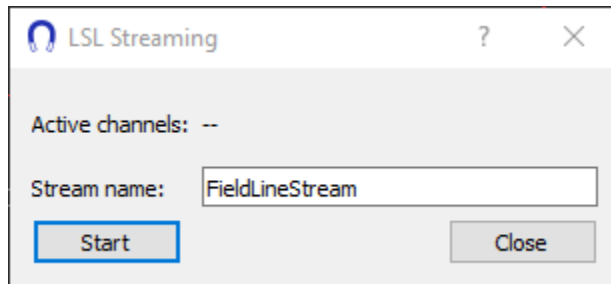 LSL Streaming ?
Active channels: --
Stream name: FieldLineStream
Start Close